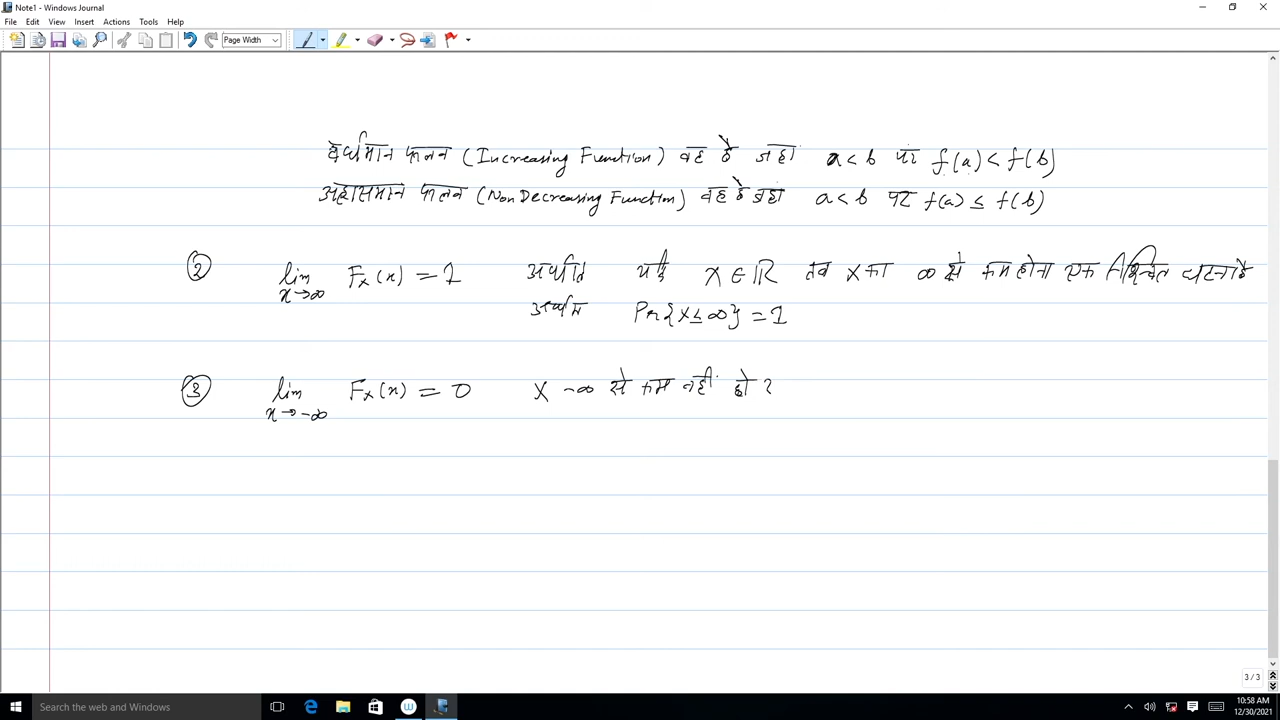 Note1 - Windows Journal
File Edit View Insert Actions Tools Help
Page Width
वर्धमान फलन (Increasing Function) वह है जहां a < b पर f(a) < f(b)
अह्रासमान फलन (Non Decreasing Function) वह है जहां a < b पर f(a) ≤ f(b)
② lim x→∞ Fx(x) = 1 अर्थात यदि X ∈ ℝ तब X का ∞ से कम होना एक निश्चित घटना है
अर्थात Pr{X ≤ ∞} = 1
③ lim x→-∞ Fx(x) = 0 X -∞ से कम नहीं हो
3 / 3
Search the web and Windows
10:58 AM
12/30/2021